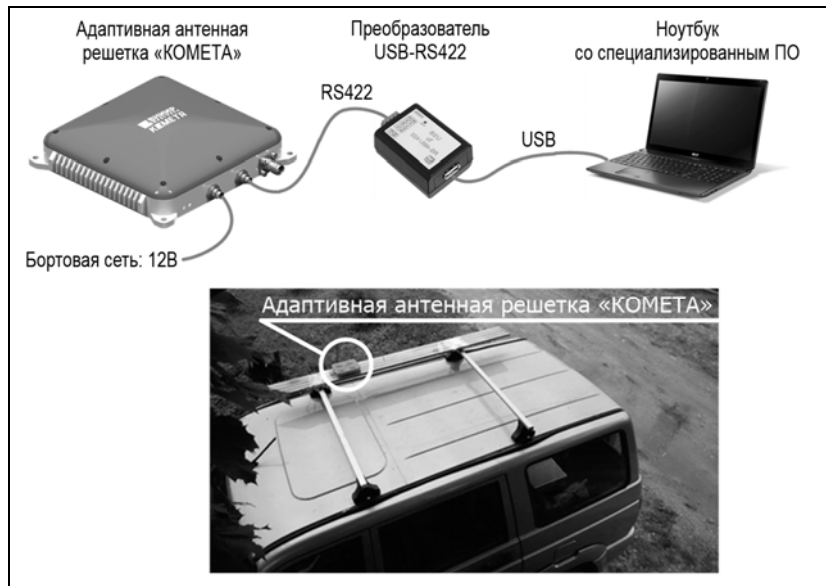 Адаптивная антенная
решетка «КОМЕТА»
Преобразователь
USB-RS422
Ноутбук
со специализированным ПО
RS422
USB
КОМЕТА
Бортовая сеть: 12В
Адаптивная антенная решетка «КОМЕТА»